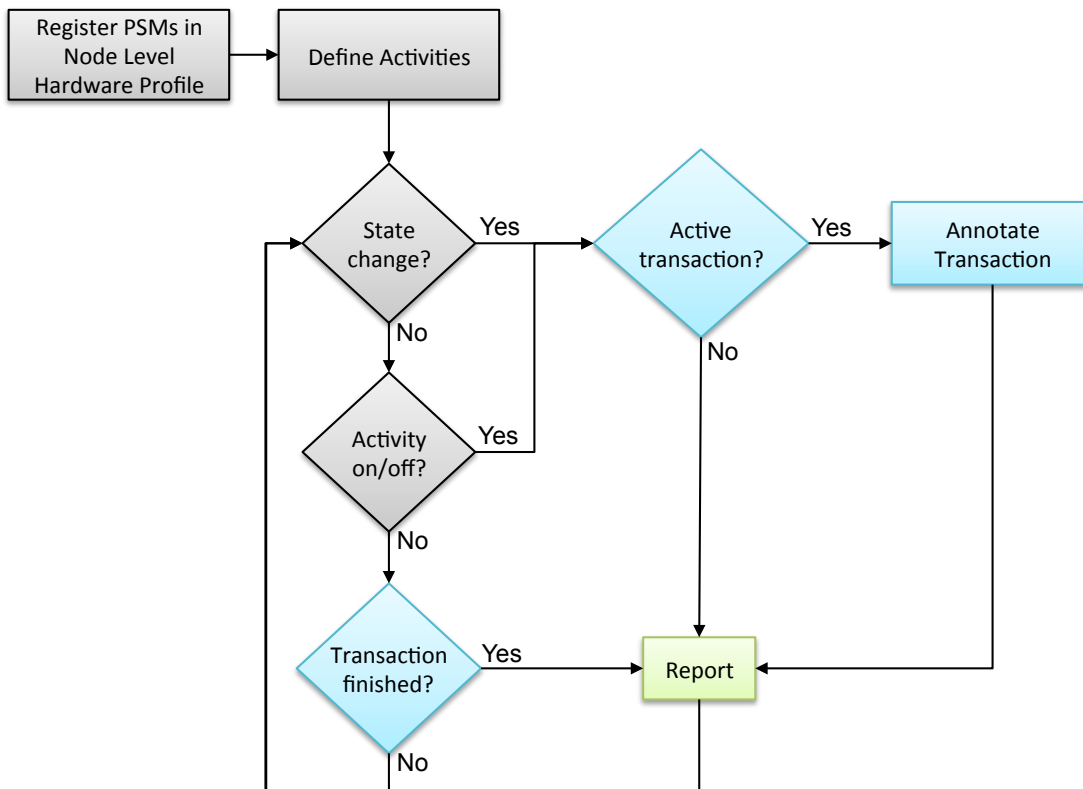 Register PSMs in
Node Level
Hardware Profile
Define Activities
State
change?
Yes
Active
transaction?
Yes
Annotate
Transaction
No
No
Activity
on/off?
Yes
No
Transaction
finished?
Yes
Report
No